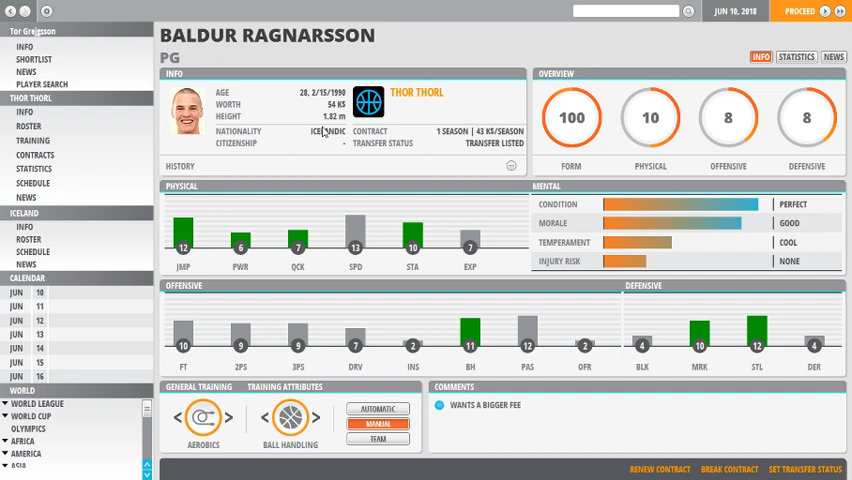 JUN 10, 2018
PROCEED
Tor Grejgsson
INFO
SHORTLIST
NEWS
PLAYER SEARCH
THOR THORL
INFO
ROSTER
TRAINING
CONTRACTS
STATISTICS
SCHEDULE
NEWS
ICELAND
INFO
ROSTER
SCHEDULE
NEWS
CALENDAR
JUN 10
JUN 11
JUN 12
JUN 13
JUN 14
JUN 15
JUN 16
WORLD
WORLD LEAGUE
WORLD CUP
OLYMPICS
AFRICA
AMERICA
ASIA
BALDUR RAGNARSSON
PG
INFO STATISTICS NEWS
INFO
AGE 28, 2/15/1990
WORTH 54 K$
HEIGHT 1.82 m
NATIONALITY ICELANDIC
CITIZENSHIP -
THOR THORL
CONTRACT 1 SEASON | 43 K$/SEASON
TRANSFER STATUS TRANSFER LISTED
HISTORY
OVERVIEW
100 10 8 8
FORM PHYSICAL OFFENSIVE DEFENSIVE
PHYSICAL
12 6 7 13 10 7
JMP PWR QCK SPD STA EXP
MENTAL
CONDITION PERFECT
MORALE GOOD
TEMPERAMENT COOL
INJURY RISK NONE
OFFENSIVE
10 9 9 7 2 11 12 2
FT 2PS 3PS DRV INS BH PAS OFR
DEFENSIVE
4 10 12 4
BLK MRK STL DER
GENERAL TRAINING TRAINING ATTRIBUTES
< > < >
AEROBICS BALL HANDLING
AUTOMATIC
MANUAL
TEAM
COMMENTS
WANTS A BIGGER FEE
RENEW CONTRACT BREAK CONTRACT SET TRANSFER STATUS